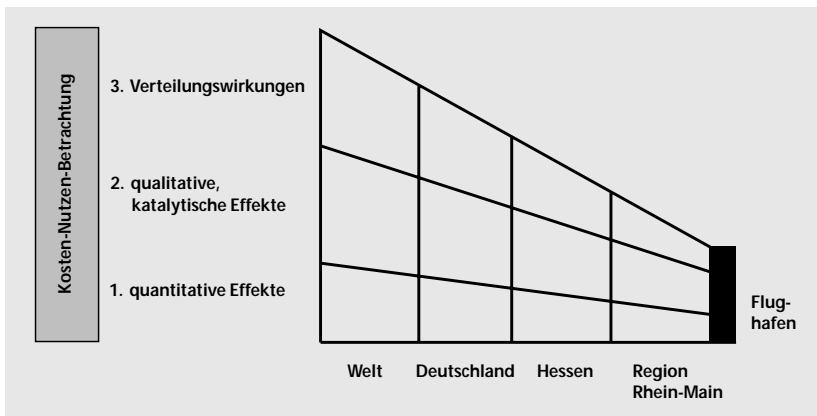 Kosten-Nutzen-Betrachtung
3. Verteilungswirkungen
2. qualitative,
katalytische Effekte
1. quantitative Effekte
Flug-
hafen
Welt
Deutschland
Hessen
Region
Rhein-Main